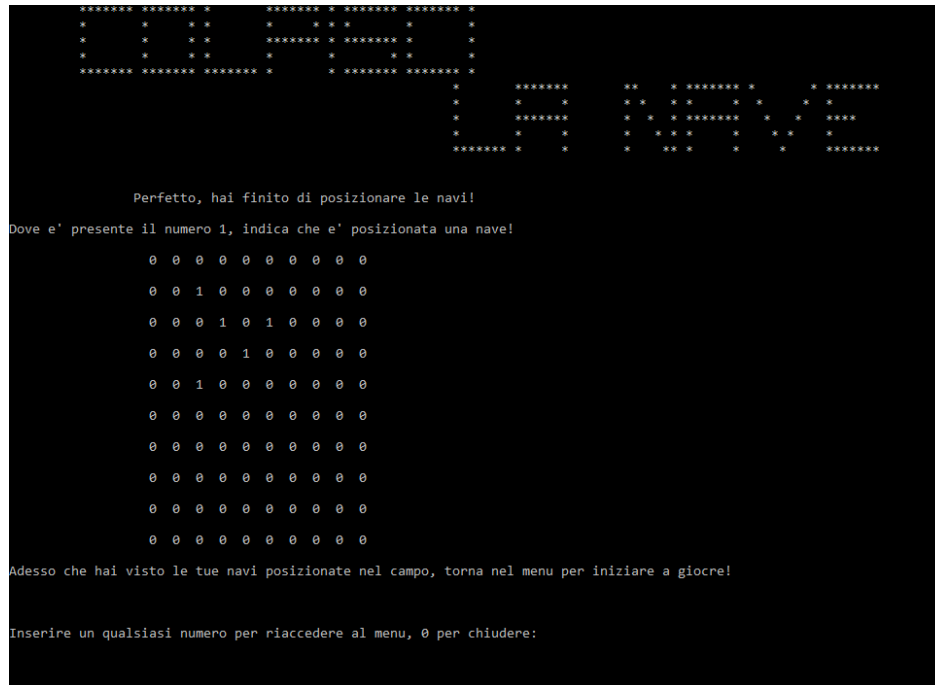 COLPISCI
LA NAVE
Perfetto, hai finito di posizionare le navi!
Dove e' presente il numero 1, indica che e' posizionata una nave!
0 0 0 0 0 0 0 0 0 0
0 0 1 0 0 0 0 0 0 0
0 0 0 1 0 1 0 0 0 0
0 0 0 0 1 0 0 0 0 0
0 0 1 0 0 0 0 0 0 0
0 0 0 0 0 0 0 0 0 0
0 0 0 0 0 0 0 0 0 0
0 0 0 0 0 0 0 0 0 0
0 0 0 0 0 0 0 0 0 0
0 0 0 0 0 0 0 0 0 0
Adesso che hai visto le tue navi posizionate nel campo, torna nel menu per iniziare a giocre!
Inserire un qualsiasi numero per riaccedere al menu, 0 per chiudere: